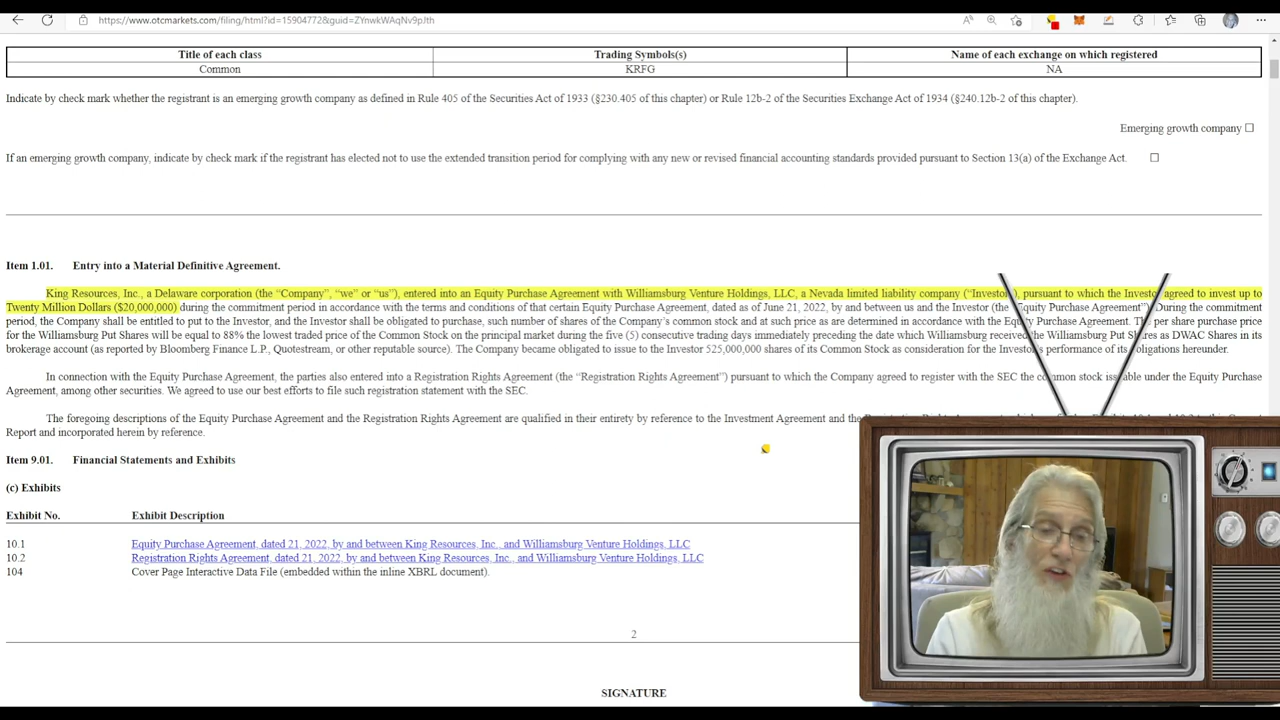 https://www.otcmarkets.com/filing/html?id=15904772&guid=ZYnwkWAqNv9pJth
Title of each class Trading Symbols(s) Name of each exchange on which registered
Common KRFG NA
Indicate by check mark whether the registrant is an emerging growth company as defined in Rule 405 of the Securities Act of 1933 (§230.405 of this chapter) or Rule 12b-2 of the Securities Exchange Act of 1934 (§240.12b-2 of this chapter).
Emerging growth company ☐
If an emerging growth company, indicate by check mark if the registrant has elected not to use the extended transition period for complying with any new or revised financial accounting standards provided pursuant to Section 13(a) of the Exchange Act. ☐
Item 1.01. Entry into a Material Definitive Agreement.
King Resources, Inc., a Delaware corporation (the “Company”, “we” or “us”), entered into an Equity Purchase Agreement with Williamsburg Venture Holdings, LLC, a Nevada limited liability company (“Investor”), pursuant to which the Investor agreed to invest up to
Twenty Million Dollars ($20,000,000) during the commitment period in accordance with the terms and conditions of that certain Equity Purchase Agreement, dated as of June 21, 2022, by and between us and the Investor (the “Equity Purchase Agreement”). During the commitment
period, the Company shall be entitled to put to the Investor, and the Investor shall be obligated to purchase, such number of shares of the Company’s common stock and at such price as are determined in accordance with the Equity Purchase Agreement. The per share purchase price
for the Williamsburg Put Shares will be equal to 88% the lowest traded price of the Common Stock on the principal market during the five (5) consecutive trading days immediately preceding the date which Williamsburg received the Williamsburg Put Shares as DWAC Shares in its
brokerage account (as reported by Bloomberg Finance L.P., Quotestream, or other reputable source). The Company became obligated to issue to the Investor 525,000,000 shares of its Common Stock as consideration for the Investor’s performance of its obligations hereunder.
In connection with the Equity Purchase Agreement, the parties also entered into a Registration Rights Agreement (the “Registration Rights Agreement”) pursuant to which the Company agreed to register with the SEC the common stock issuable under the Equity Purchase
Agreement, among other securities. We agreed to use our best efforts to file such registration statement with the SEC.
The foregoing descriptions of the Equity Purchase Agreement and the Registration Rights Agreement are qualified in their entirety by reference to the Investment Agreement and the
Report and incorporated herein by reference.
Item 9.01. Financial Statements and Exhibits
(c) Exhibits
Exhibit No. Exhibit Description
10.1 Equity Purchase Agreement, dated 21, 2022, by and between King Resources, Inc., and Williamsburg Venture Holdings, LLC
10.2 Registration Rights Agreement, dated 21, 2022, by and between King Resources, Inc., and Williamsburg Venture Holdings, LLC
104 Cover Page Interactive Data File (embedded within the inline XBRL document).
2
SIGNATURE